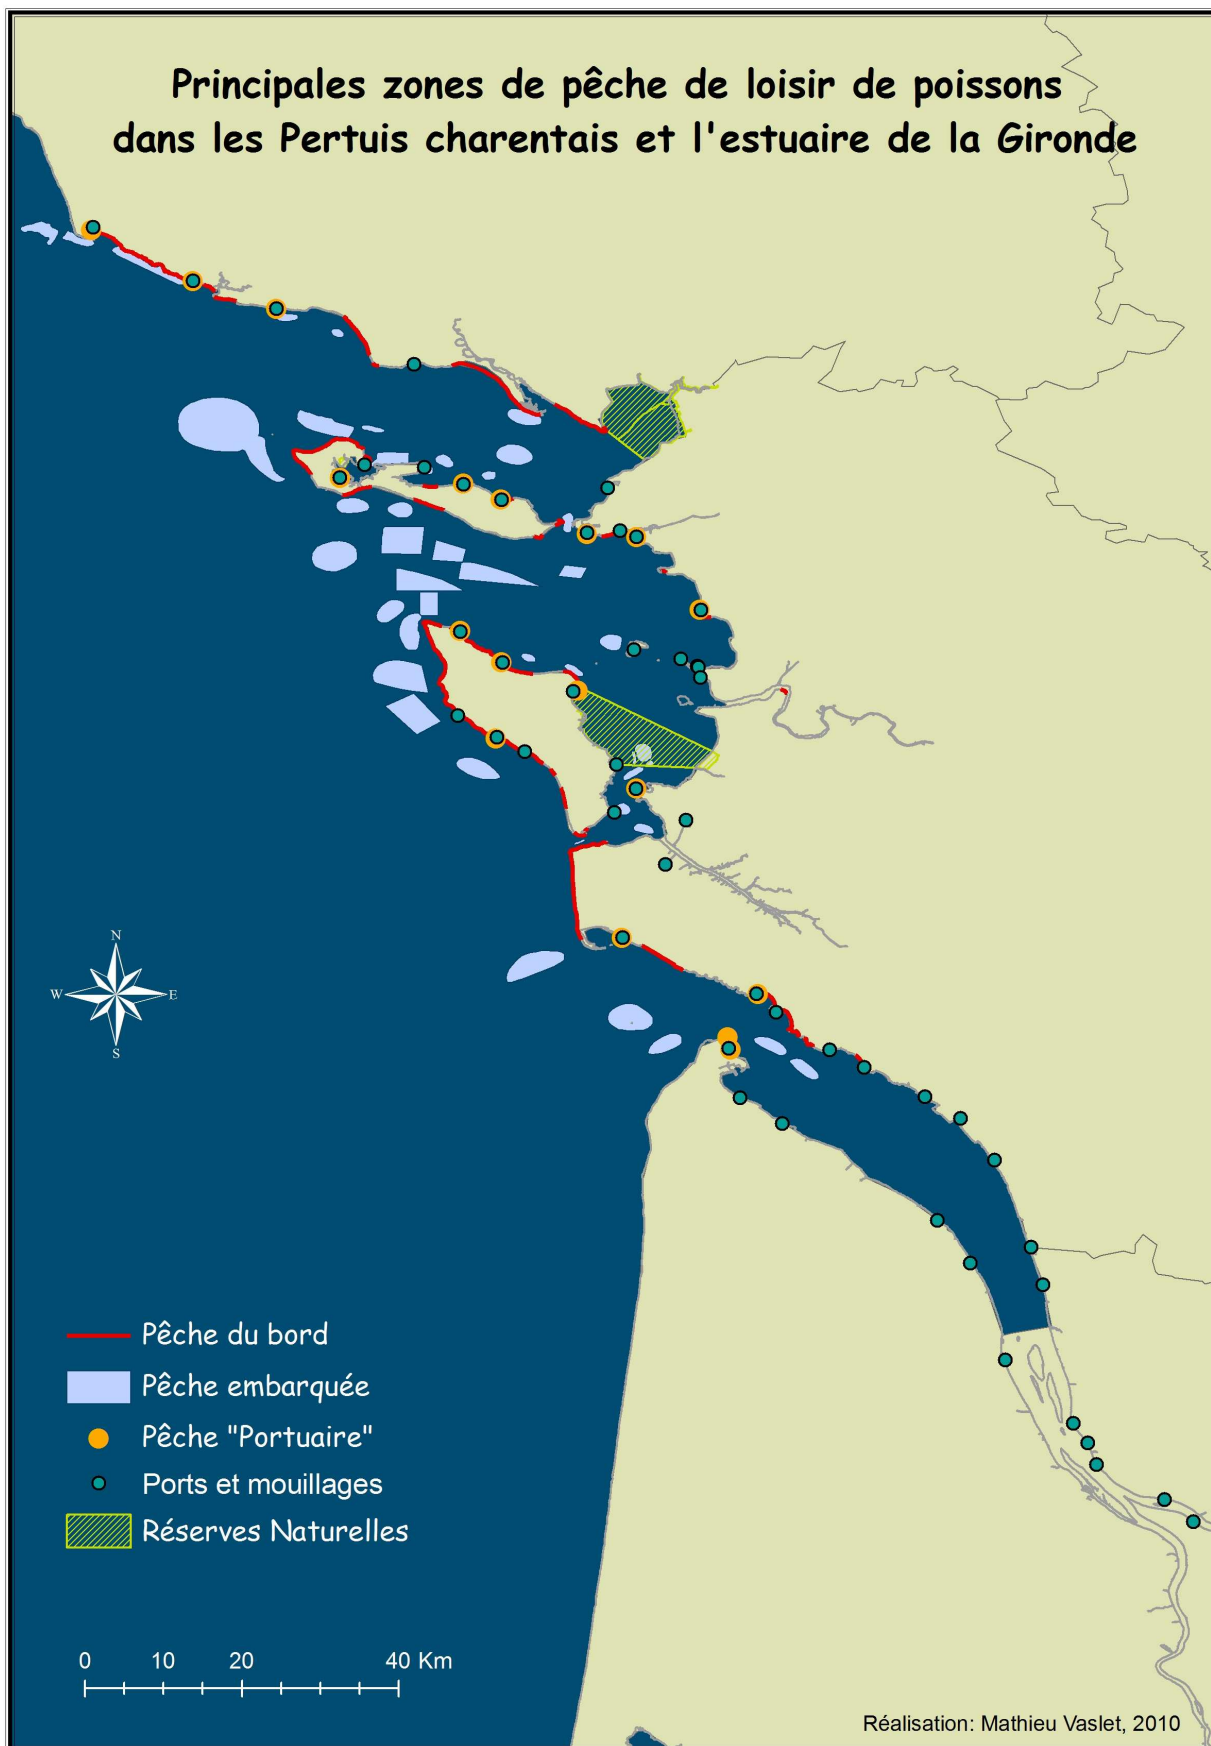 Principales zones de pêche de loisir de poissons
dans les Pertuis charentais et l'estuaire de la Gironde
N
W E
S
Pêche du bord
Pêche embarquée
Pêche "Portuaire"
Ports et mouillages
Réserves Naturelles
0 10 20 40 Km
Réalisation: Mathieu Vaslet, 2010